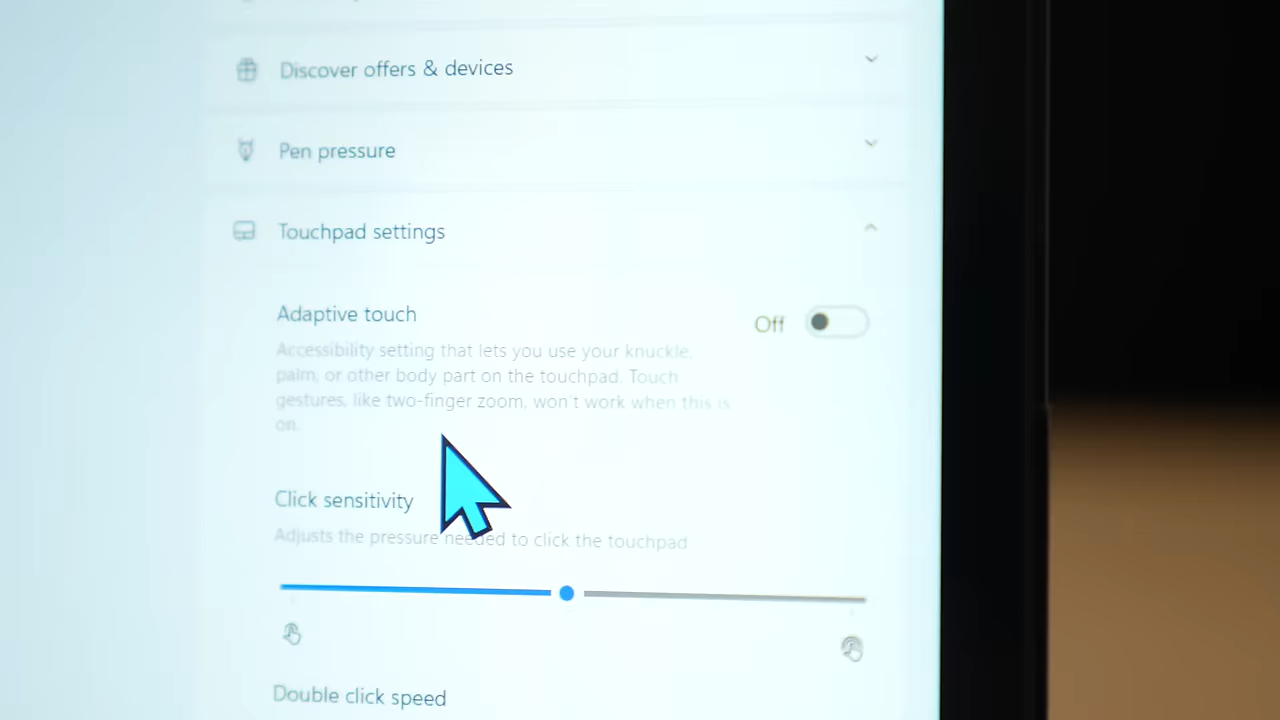 Discover offers & devices
Pen pressure
Touchpad settings
Adaptive touch
Off
Accessibility setting that lets you use your knuckle,
palm, or other body part on the touchpad. Touch
gestures, like two-finger zoom, won't work when this is
on.
Click sensitivity
Adjusts the pressure needed to click the touchpad
Double click speed